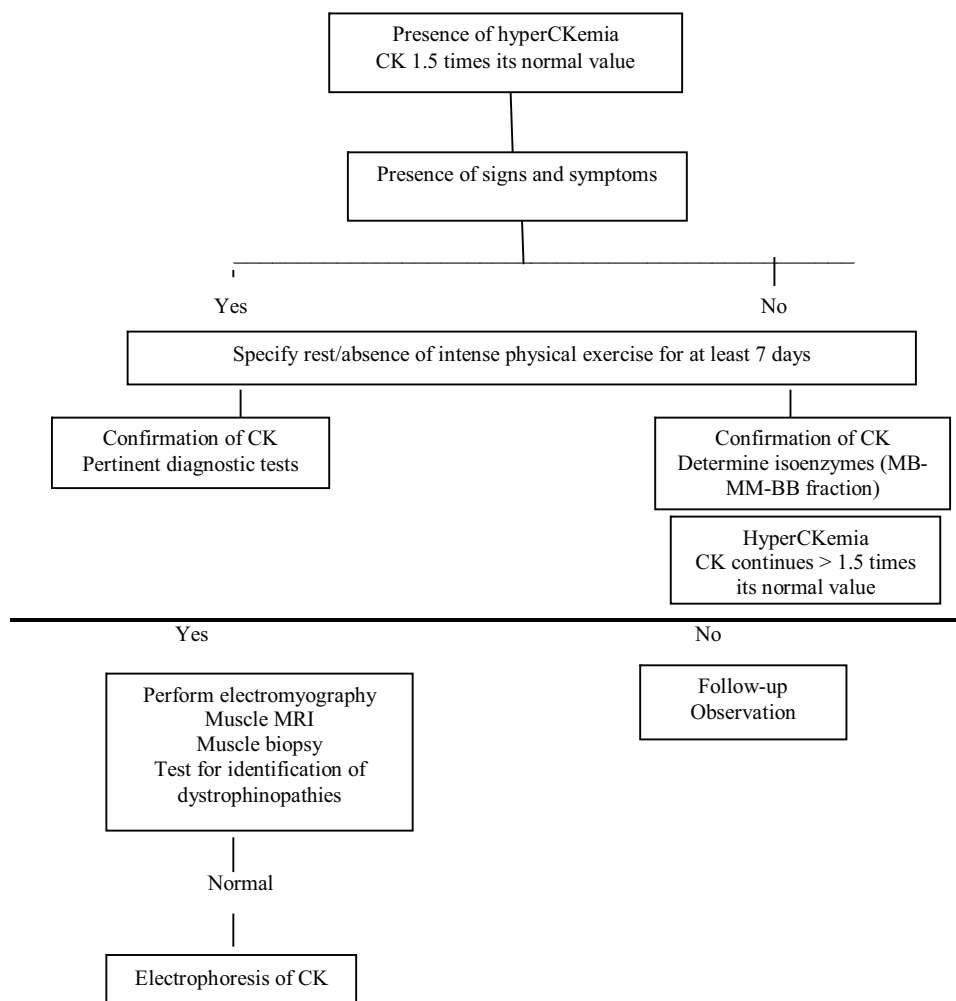 Presence of hyperCKemia
CK 1.5 times its normal value
Presence of signs and symptoms
Yes
No
Specify rest/absence of intense physical exercise for at least 7 days
Confirmation of CK
Pertinent diagnostic tests
Confirmation of CK
Determine isoenzymes (MB-
MM-BB fraction)
HyperCKemia
CK continues > 1.5 times
its normal value
Yes
No
Perform electromyography
Muscle MRI
Muscle biopsy
Test for identification of
dystrophinopathies
Follow-up
Observation
Normal
Electrophoresis of CK